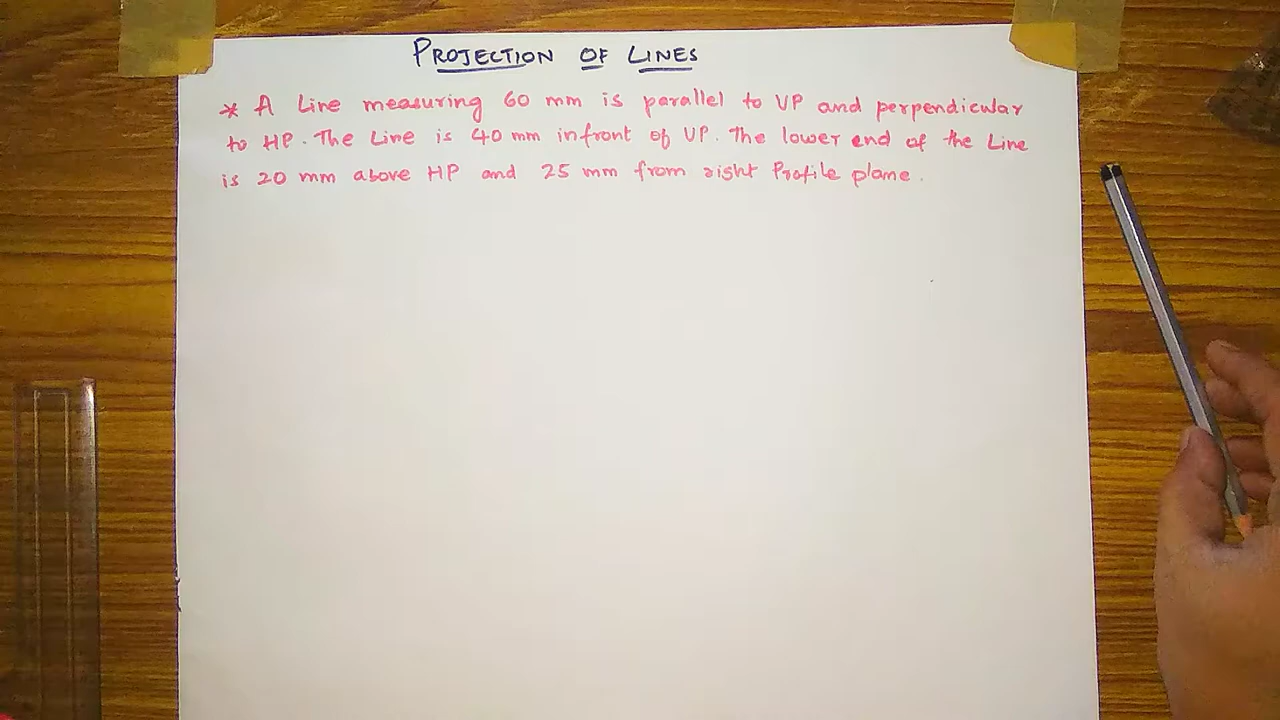 PROJECTION OF LINES
* A Line measuring 60 mm is parallel to VP and perpendicular
to HP. The Line is 40 mm infront of VP. The lower end of the Line
is 20 mm above HP and 25 mm from right Profile plane.